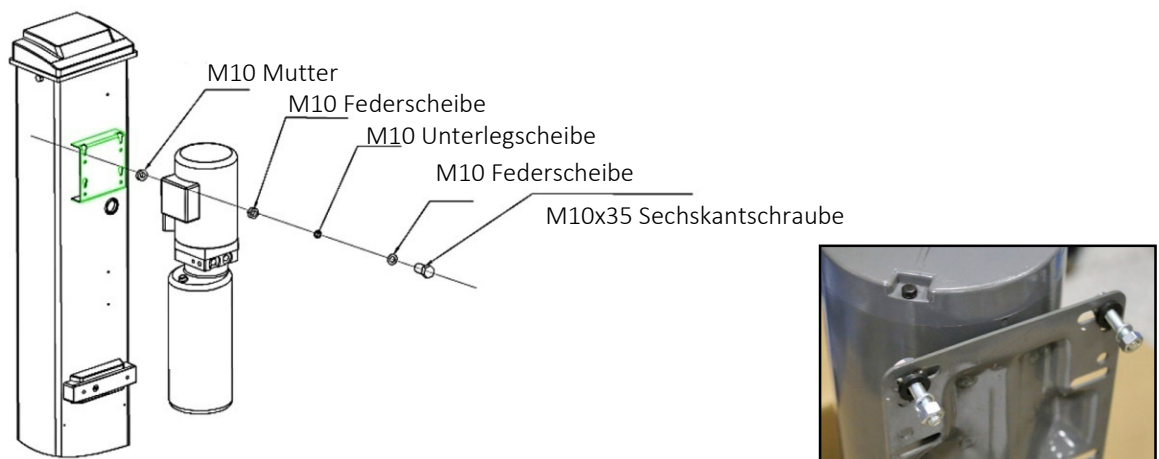 M10 Mutter
M10 Federscheibe
M10 Unterlegscheibe
M10 Federscheibe
M10x35 Sechskantschraube